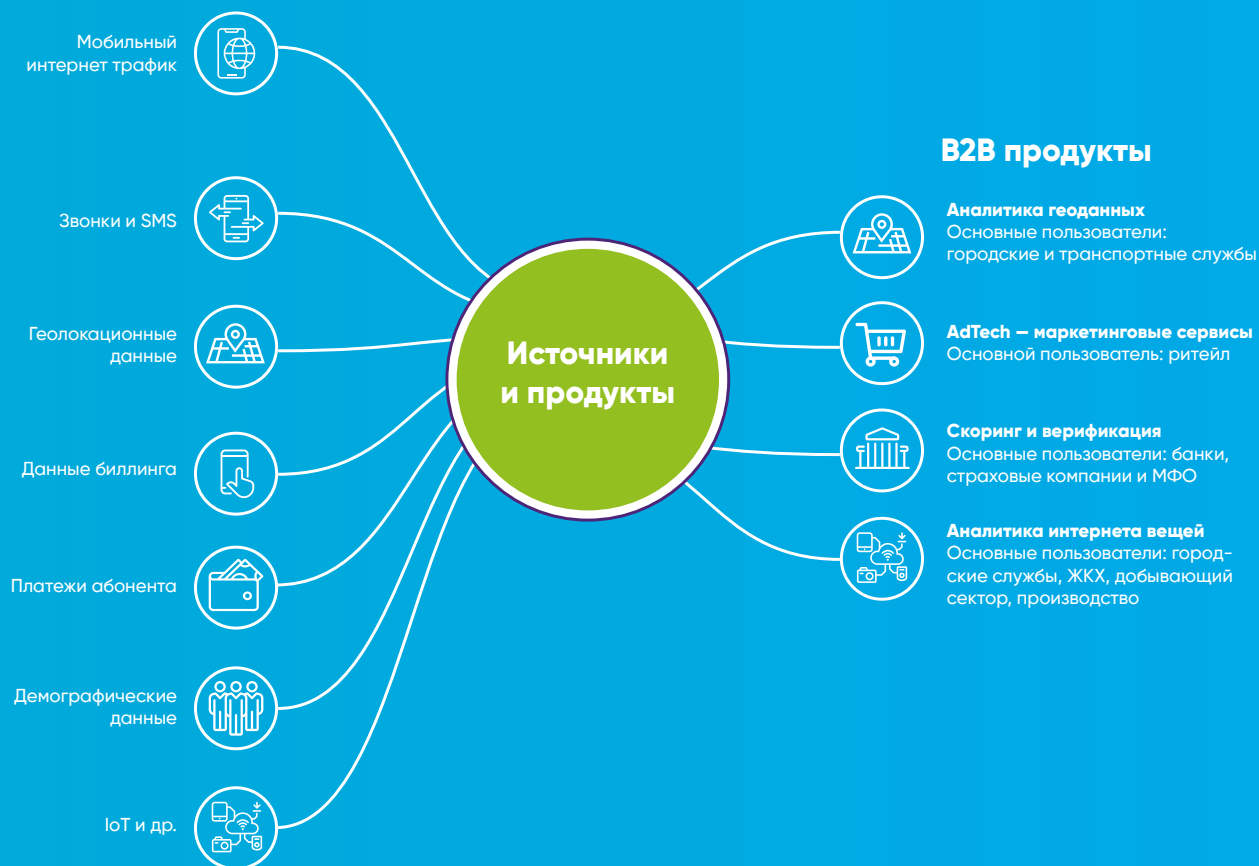 Мобильный
интернет трафик
Звонки и SMS
Геолокационные
данные
Данные биллинга
Платежи абонента
Демографические
данные
IoT и др.
Источники
и продукты
B2B продукты
Аналитика геоданных
Основные пользователи:
городские и транспортные службы
AdTech — маркетинговые сервисы
Основной пользователь: ритейл
Скоринг и верификация
Основные пользователи: банки,
страховые компании и МФО
Аналитика интернета вещей
Основные пользователи: город-
ские службы, ЖКХ, добывающий
сектор, производство